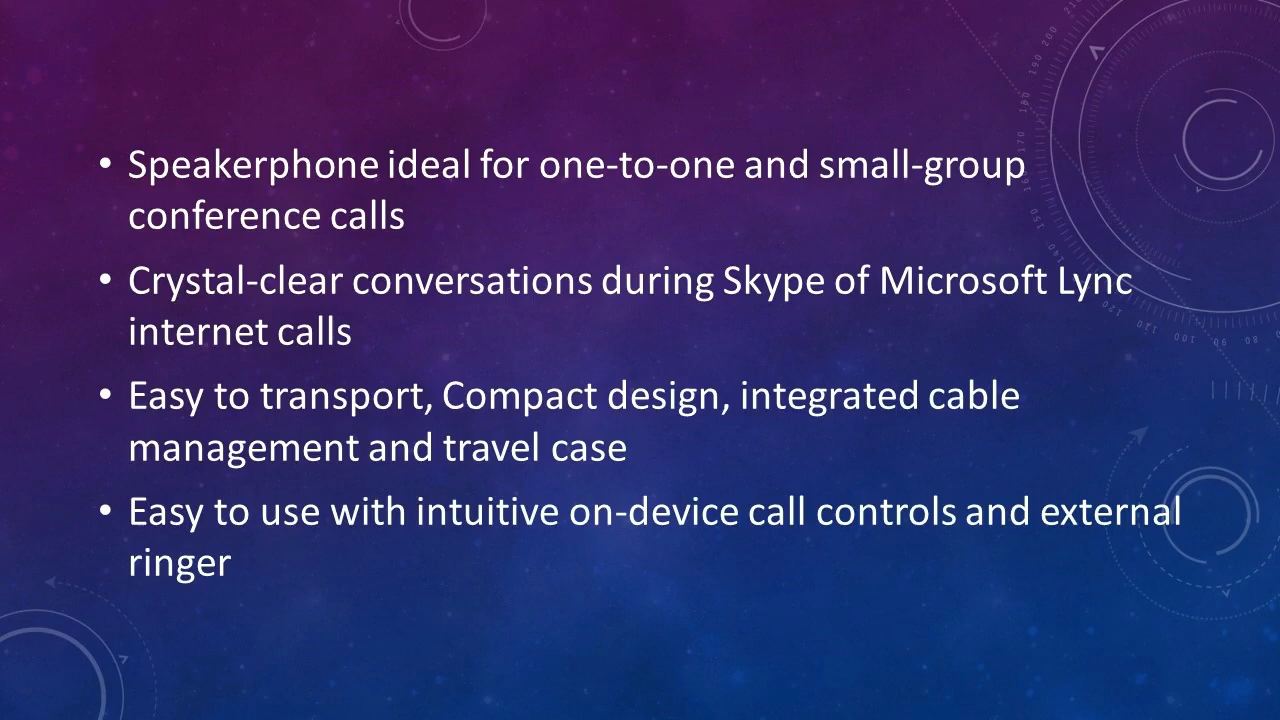 • Speakerphone ideal for one-to-one and small-group
conference calls
• Crystal-clear conversations during Skype of Microsoft Lync
internet calls
• Easy to transport, Compact design, integrated cable
management and travel case
• Easy to use with intuitive on-device call controls and external
ringer